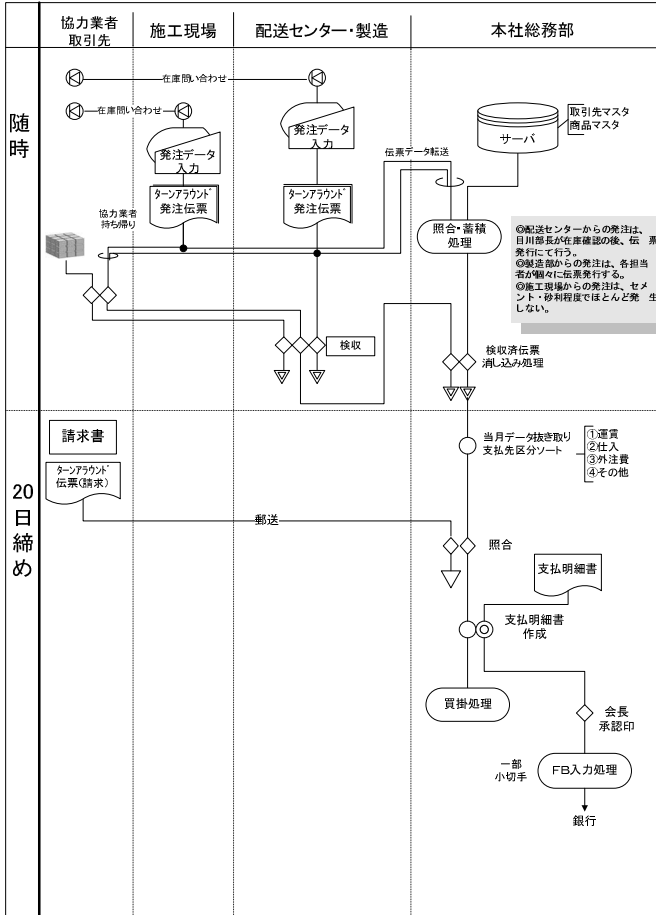 協力業者
取引先
施工現場
配送センター・製造
本社総務部
随時
在庫問い合わせ
在庫問い合わせ
発注データ
入力
発注データ
入力
ターンアラウンド
発注伝票
ターンアラウンド
発注伝票
伝票データ転送
サーバ
取引先マスタ
商品マスタ
協力業者
持ち帰り
照合・蓄積
処理
◎配送センターからの発注は、
目川部長が在庫確認の後、伝 票
発行にて行う。
◎製造部からの発注は、各担当
者が個々に伝票発行する。
◎施工現場からの発注は、セメ
ント・砂利程度でほとんど発 生
しない。
検収
検収済伝票
消し込み処理
20日締め
請求書
ターンアラウンド
伝票(請求)
当月データ抜き取り
支払先区分ソート
①運賃
②仕入
③外注費
④その他
郵送
照合
支払明細書
支払明細書
作成
買掛処理
会長
承認印
一部
小切手
FB入力処理
銀行